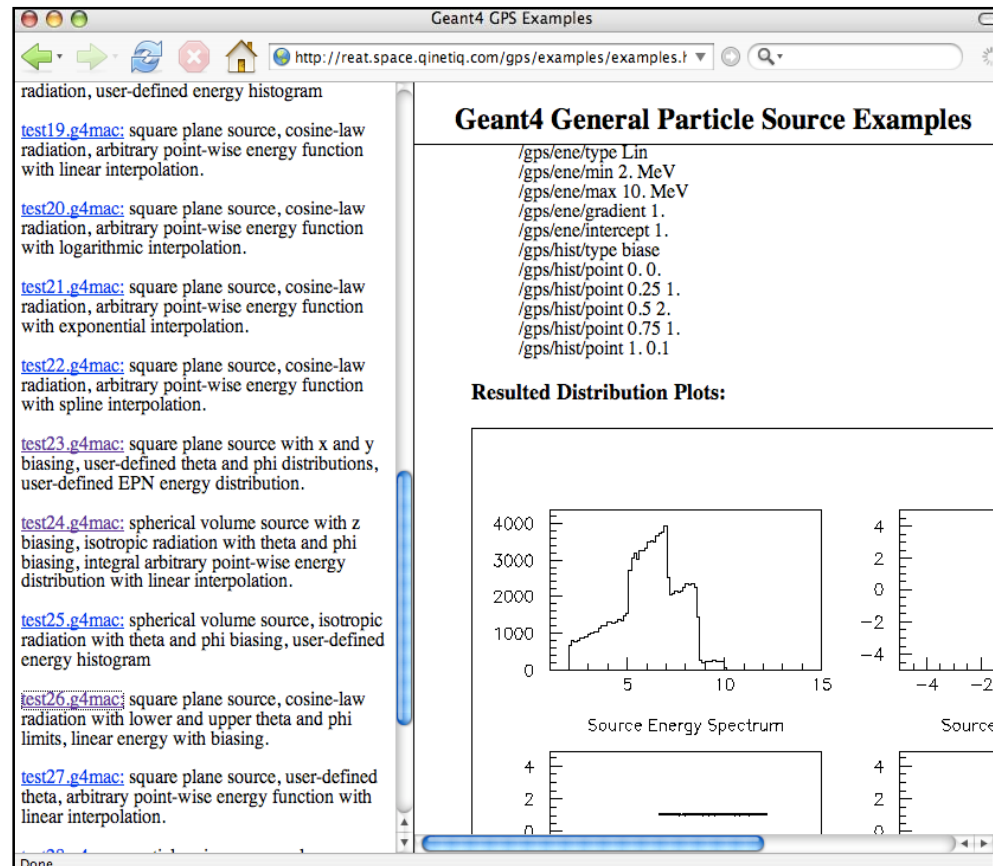 Geant4 GPS Examples
http://reat.space.qinetiq.com/gps/examples/examples.h
radiation, user-defined energy histogram
test19.g4mac: square plane source, cosine-law
radiation, arbitrary point-wise energy function
with linear interpolation.
test20.g4mac: square plane source, cosine-law
radiation, arbitrary point-wise energy function
with logarithmic interpolation.
test21.g4mac: square plane source, cosine-law
radiation, arbitrary point-wise energy function
with exponential interpolation.
test22.g4mac: square plane source, cosine-law
radiation, arbitrary point-wise energy function
with spline interpolation.
test23.g4mac: square plane source with x and y
biasing, user-defined theta and phi distributions,
user-defined EPN energy distribution.
test24.g4mac: spherical volume source with z
biasing, isotropic radiation with theta and phi
biasing, integral arbitrary point-wise energy
distribution with linear interpolation.
test25.g4mac: spherical volume source, isotropic
radiation with theta and phi biasing, user-defined
energy histogram
test26.g4mac: square plane source, cosine-law
radiation with lower and upper theta and phi
limits, linear energy with biasing.
test27.g4mac: square plane source, user-defined
theta, arbitrary point-wise energy function with
linear interpolation.
Done
Geant4 General Particle Source Examples
/gps/ene/type Lin
/gps/ene/min 2. MeV
/gps/ene/max 10. MeV
/gps/ene/gradient 1.
/gps/ene/intercept 1.
/gps/hist/type biase
/gps/hist/point 0. 0.
/gps/hist/point 0.25 1.
/gps/hist/point 0.5 2.
/gps/hist/point 0.75 1.
/gps/hist/point 1. 0.1
Resulted Distribution Plots:
4000
3000
2000
1000
0
5 10 15
Source Energy Spectrum
4
2
0
-2
-4
-4 -2
Source
4
2
0
4
2
0